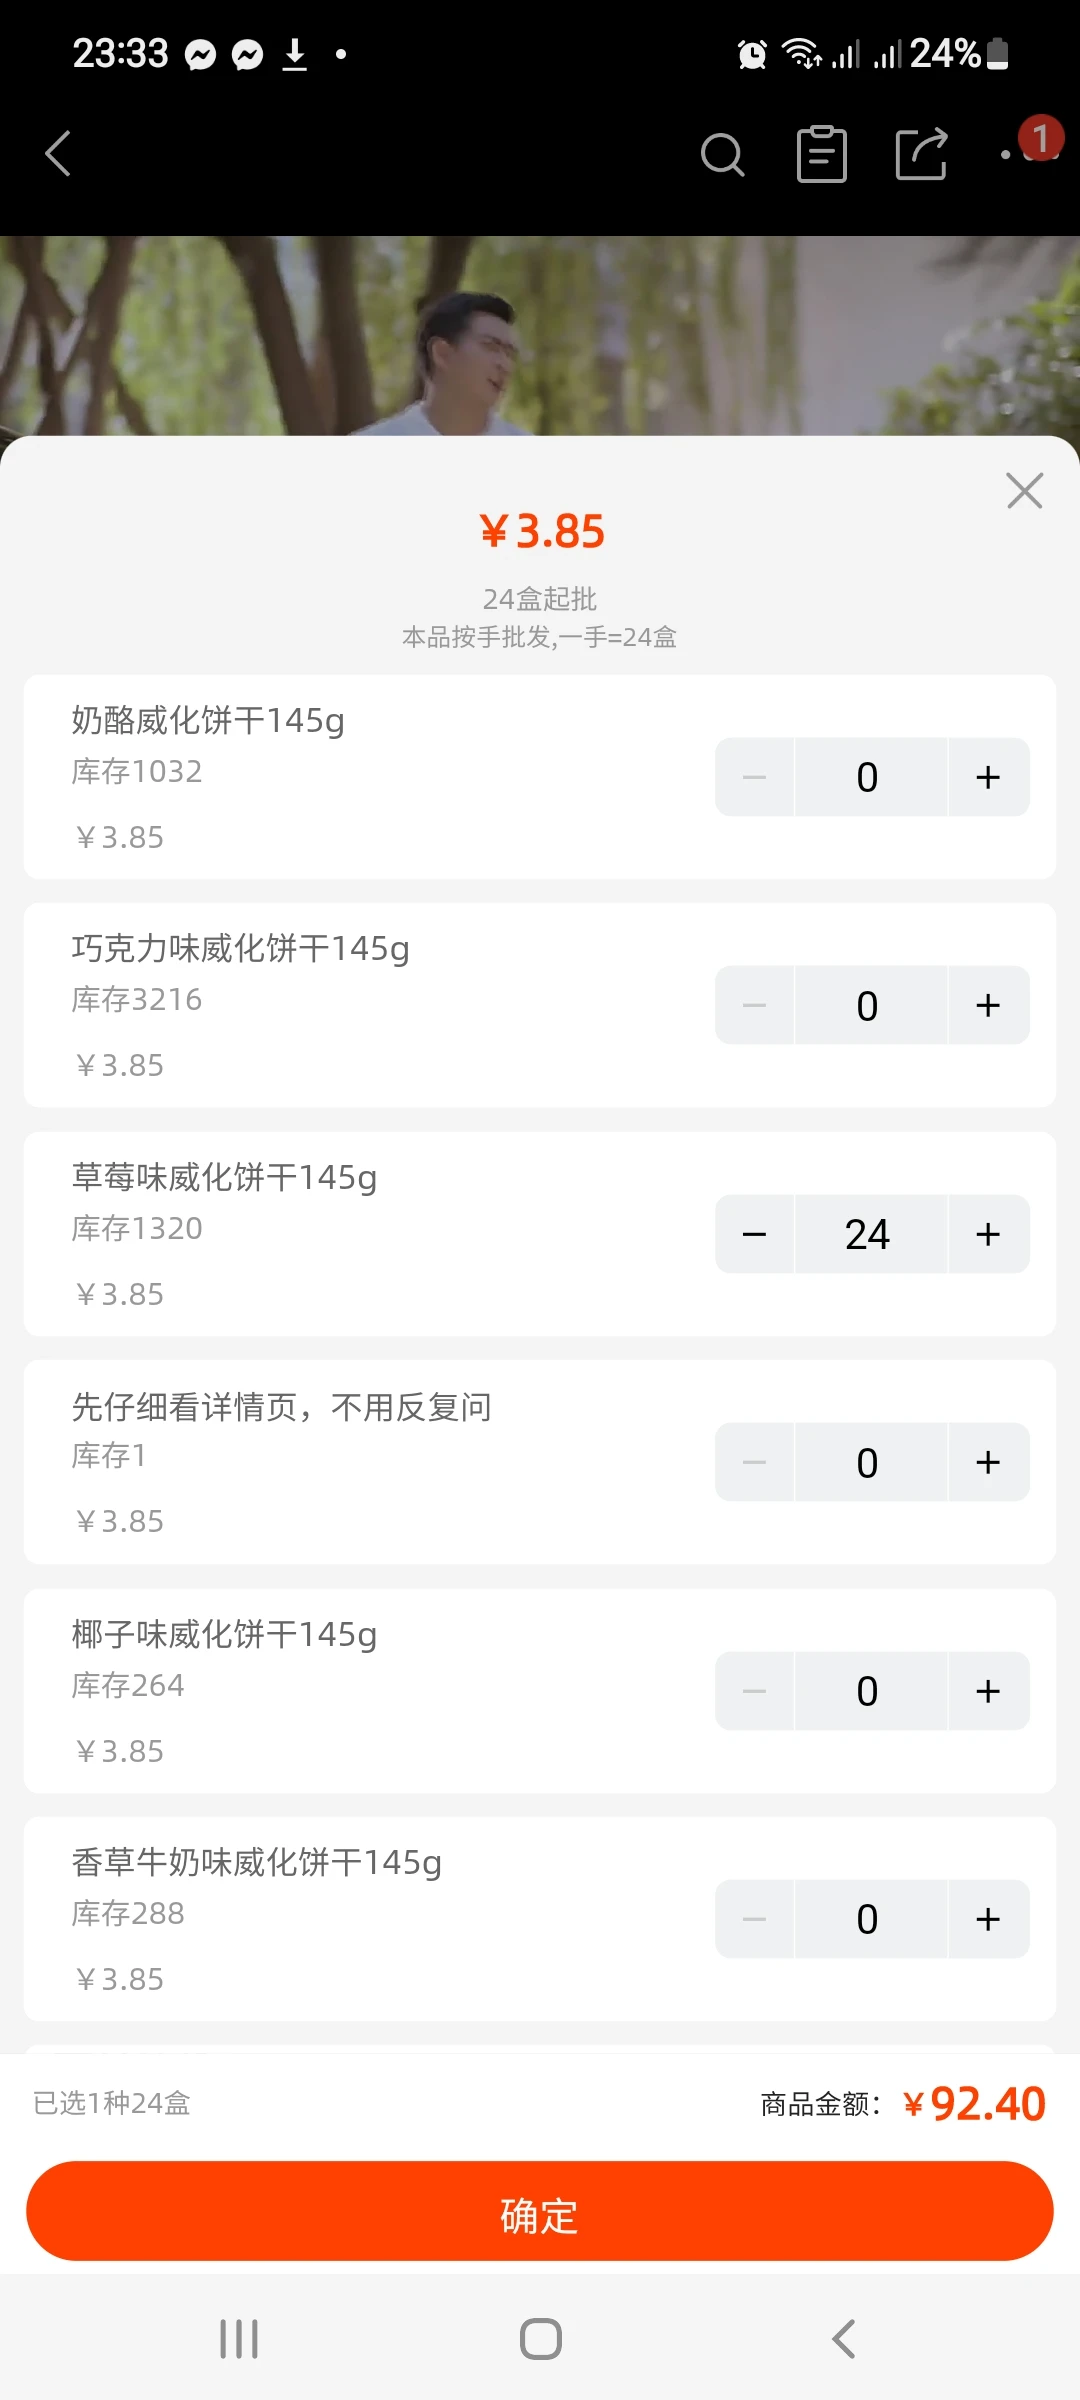 23:33
24%
1
¥3.85
24盒起批
本品按手批发,一手=24盒
奶酪威化饼干145g
库存1032
¥3.85
0
巧克力味威化饼干145g
库存3216
¥3.85
0
草莓味威化饼干145g
库存1320
¥3.85
24
先仔细看详情页，不用反复问
库存1
¥3.85
0
椰子味威化饼干145g
库存264
¥3.85
0
香草牛奶味威化饼干145g
库存288
¥3.85
0
已选1种24盒
商品金额：¥92.40
确定